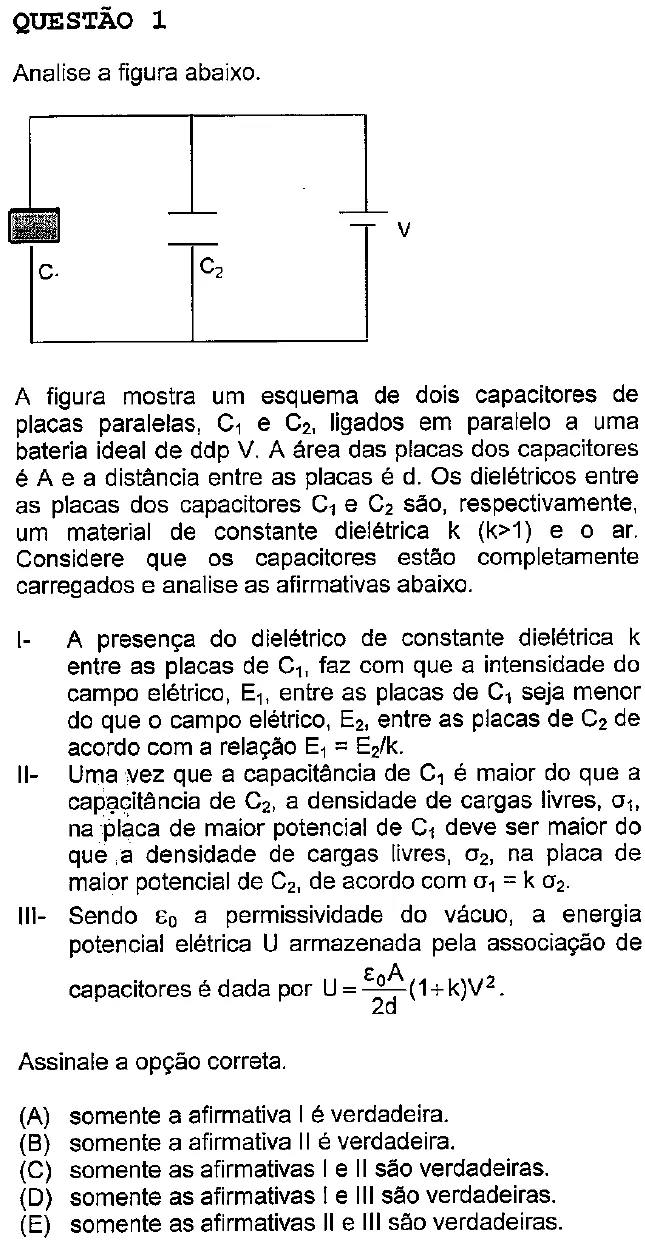 QUESTÃO 1
Analise a figura abaixo.
V
C.
C₂
A figura mostra um esquema de dois capacitores de
placas paralelas, C₁ e C₂, ligados em paralelo a uma
bateria ideal de ddp V. A área das placas dos capacitores
é A e a distância entre as placas é d. Os dielétricos entre
as placas dos capacitores C₁ e C₂ são, respectivamente,
um material de constante dielétrica k (k>1) e o ar.
Considere que os capacitores estão completamente
carregados e analise as afirmativas abaixo.
I- A presença do dielétrico de constante dielétrica k
entre as placas de C₁, faz com que a intensidade do
campo elétrico, E₁, entre as placas de C₁ seja menor
do que o campo elétrico, E₂, entre as placas de C₂ de
acordo com a relação E₁ = E₂/k.
II- Uma vez que a capacitância de C₁ é maior do que a
capacitância de C₂, a densidade de cargas livres, σ₁,
na placa de maior potencial de C₁ deve ser maior do
que a densidade de cargas livres, σ₂, na placa de
maior potencial de C₂, de acordo com σ₁ = k σ₂.
III- Sendo ε₀ a permissividade do vácuo, a energia
potencial elétrica U armazenada pela associação de
capacitores é dada por U = ε₀A/2d (1+k)V².
Assinale a opção correta.
(A) somente a afirmativa I é verdadeira.
(B) somente a afirmativa II é verdadeira.
(C) somente as afirmativas I e II são verdadeiras.
(D) somente as afirmativas I e III são verdadeiras.
(E) somente as afirmativas II e III são verdadeiras.